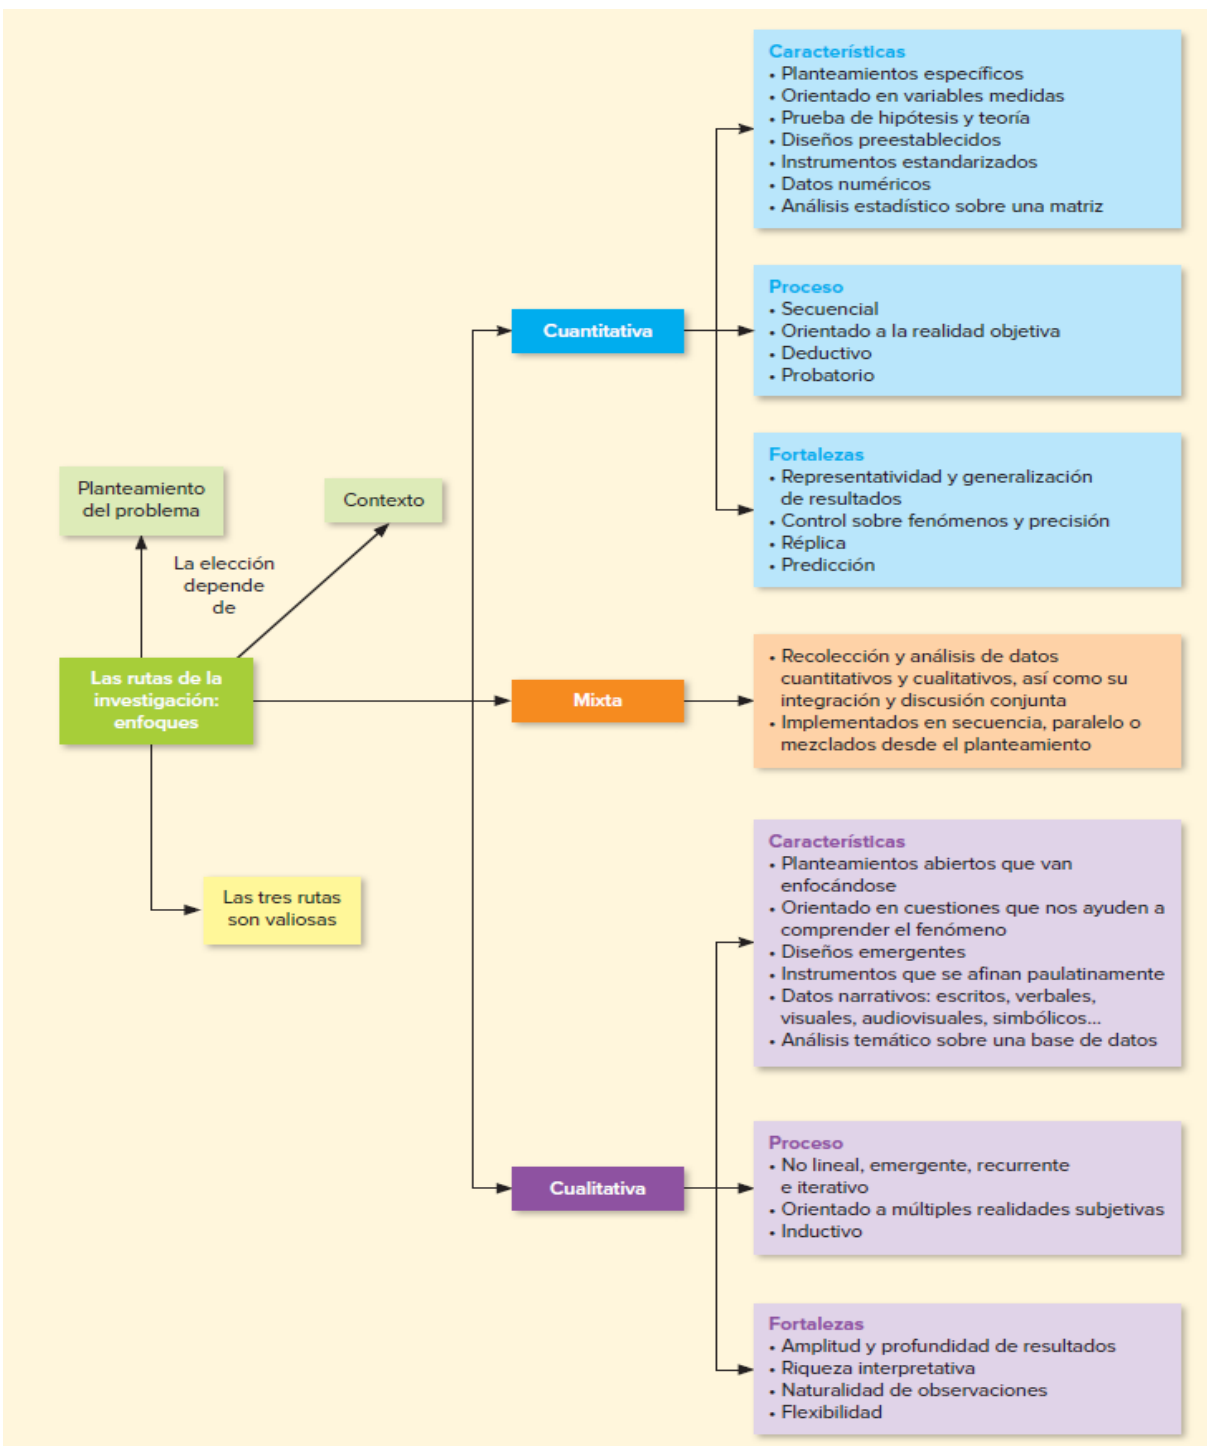 Características
• Planteamientos específicos
• Orientado en variables medidas
• Prueba de hipótesis y teoría
• Diseños preestablecidos
• Instrumentos estandarizados
• Datos numéricos
• Análisis estadístico sobre una matriz
Proceso
• Secuencial
• Orientado a la realidad objetiva
• Deductivo
• Probatorio
Cuantitativa
Fortalezas
• Representatividad y generalización
de resultados
• Control sobre fenómenos y precisión
• Réplica
• Predicción
Planteamiento
del problema
Contexto
La elección
depende
de
Las rutas de la
investigación:
enfoques
Mixta
• Recolección y análisis de datos
cuantitativos y cualitativos, así como su
integración y discusión conjunta
• Implementados en secuencia, paralelo o
mezclados desde el planteamiento
Las tres rutas
son valiosas
Características
• Planteamientos abiertos que van
enfocándose
• Orientado en cuestiones que nos ayuden a
comprender el fenómeno
• Diseños emergentes
• Instrumentos que se afinan paulatinamente
• Datos narrativos: escritos, verbales,
visuales, audiovisuales, simbólicos...
• Análisis temático sobre una base de datos
Cualitativa
Proceso
• No lineal, emergente, recurrente
e iterativo
• Orientado a múltiples realidades subjetivas
• Inductivo
Fortalezas
• Amplitud y profundidad de resultados
• Riqueza interpretativa
• Naturalidad de observaciones
• Flexibilidad